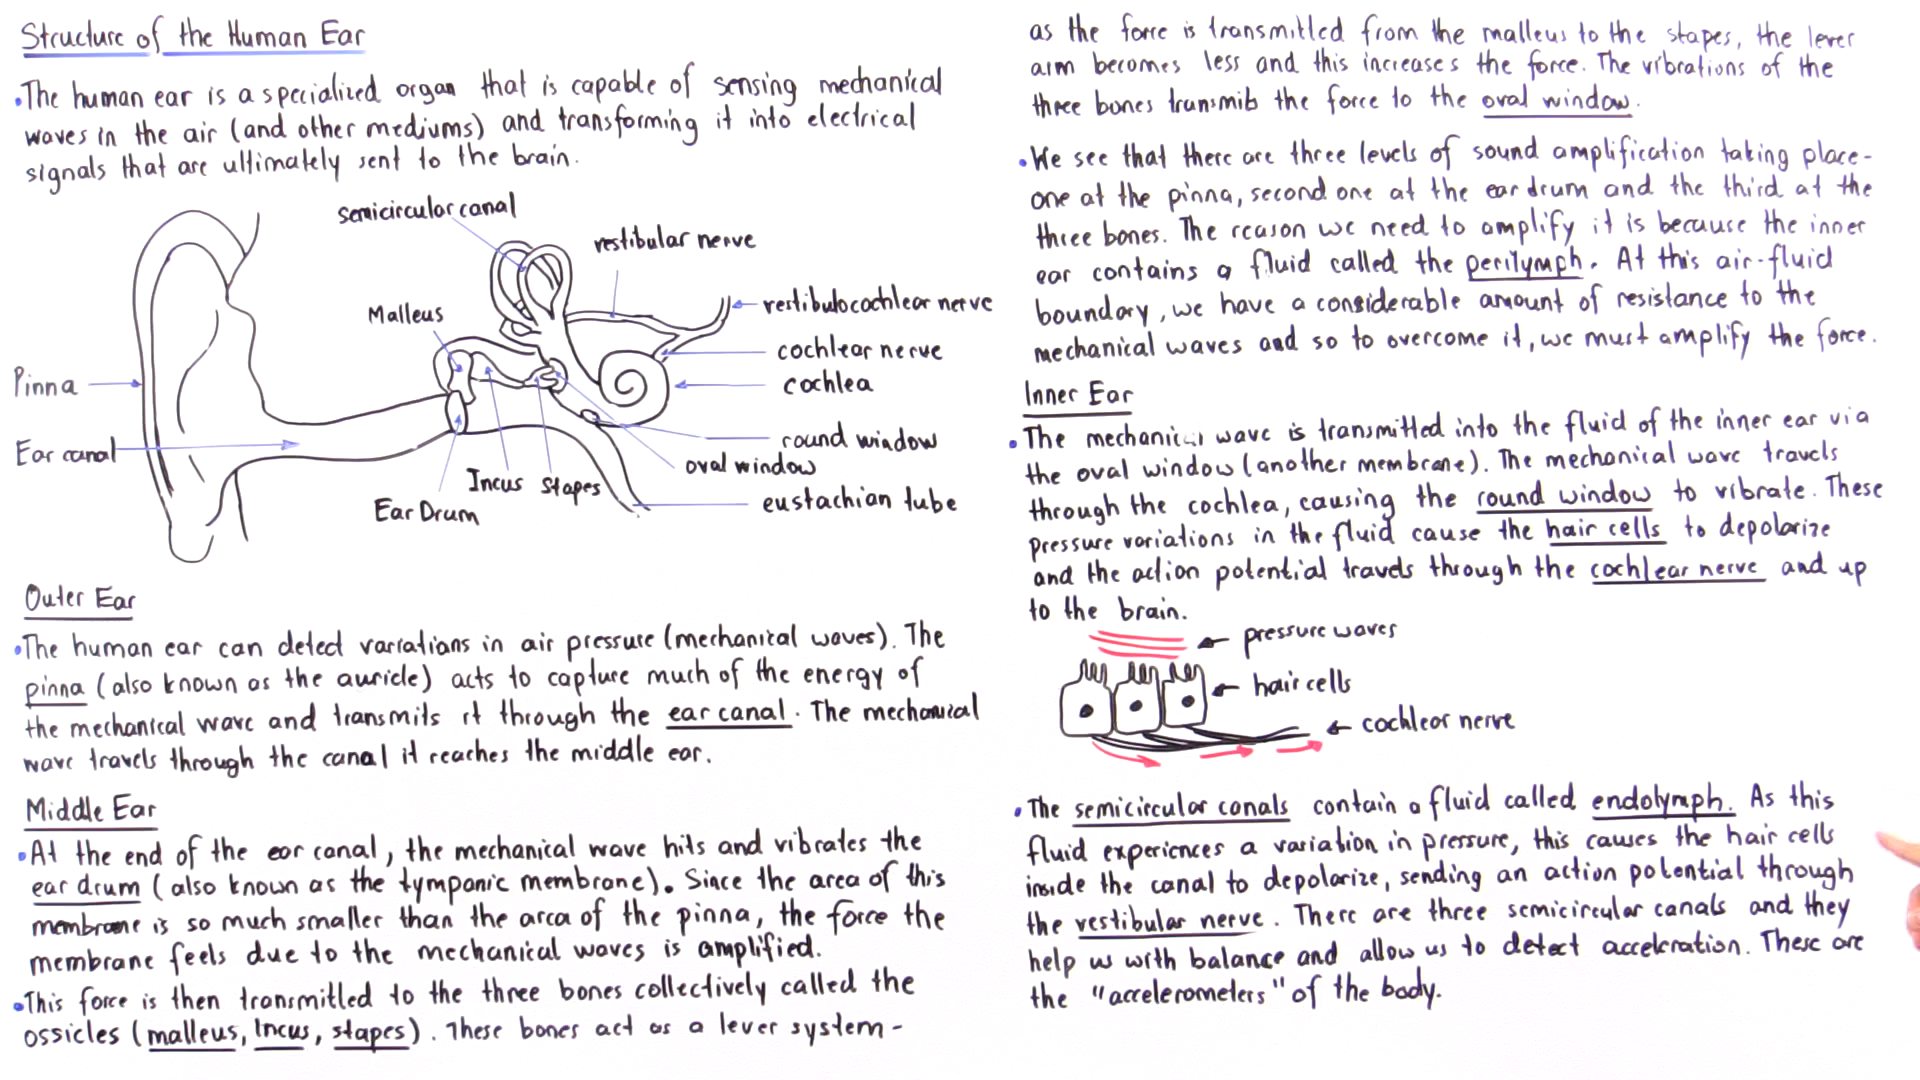 Structure of the Human Ear
•The human ear is a specialized organ that is capable of sensing mechanical
waves in the air (and other mediums) and transforming it into electrical
signals that are ultimately sent to the brain.
semicircular canal
restibular nerve
restibulocochlear nerve
Malleus
cochlear nerve
cochlea
Pinna
Ear canal
round window
oval window
Incus
stapes
eustachian tube
Ear Drum
Outer Ear
•The human ear can detect variations in air pressure (mechanical waves). The
pinna (also known as the auricle) acts to capture much of the energy of
the mechanical wave and transmits it through the ear canal. The mechanical
wave travels through the canal it reaches the middle ear.
Middle Ear
•At the end of the ear canal, the mechanical wave hits and vibrates the
ear drum (also known as the tympanic membrane). Since the area of this
membrane is so much smaller than the area of the pinna, the force the
membrane feels due to the mechanical waves is amplified.
•This force is then transmitted to the three bones collectively called the
ossicles (malleus, Incus, stapes). These bones act as a lever system-
as the force is transmitted from the malleus to the stapes, the lever
arm becomes less and this increases the force. The vibrations of the
three bones transmits the force to the oval window.
•We see that there are three levels of sound amplification taking place-
one at the pinna, second one at the ear drum and the third at the
three bones. The reason we need to amplify it is because the inner
ear contains a fluid called the perilymph. At this air-fluid
boundary, we have a considerable amount of resistance to the
mechanical waves and so to overcome it, we must amplify the force.
Inner Ear
•The mechanical wave is transmitted into the fluid of the inner ear via
the oval window (another membrane). The mechanical wave travels
through the cochlea, causing the round window to vibrate. These
pressure variations in the fluid cause the hair cells to depolarize
and the action potential travels through the cochlear nerve and up
to the brain.
pressure waves
hair cells
cochlear nerve
•The semicircular canals contain a fluid called endolymph. As this
fluid experiences a variation in pressure, this causes the hair cells
inside the canal to depolarize, sending an action potential through
the vestibular nerve. There are three semicircular canals and they
help us with balance and allow us to detect acceleration. These are
the "accelerometers" of the body.